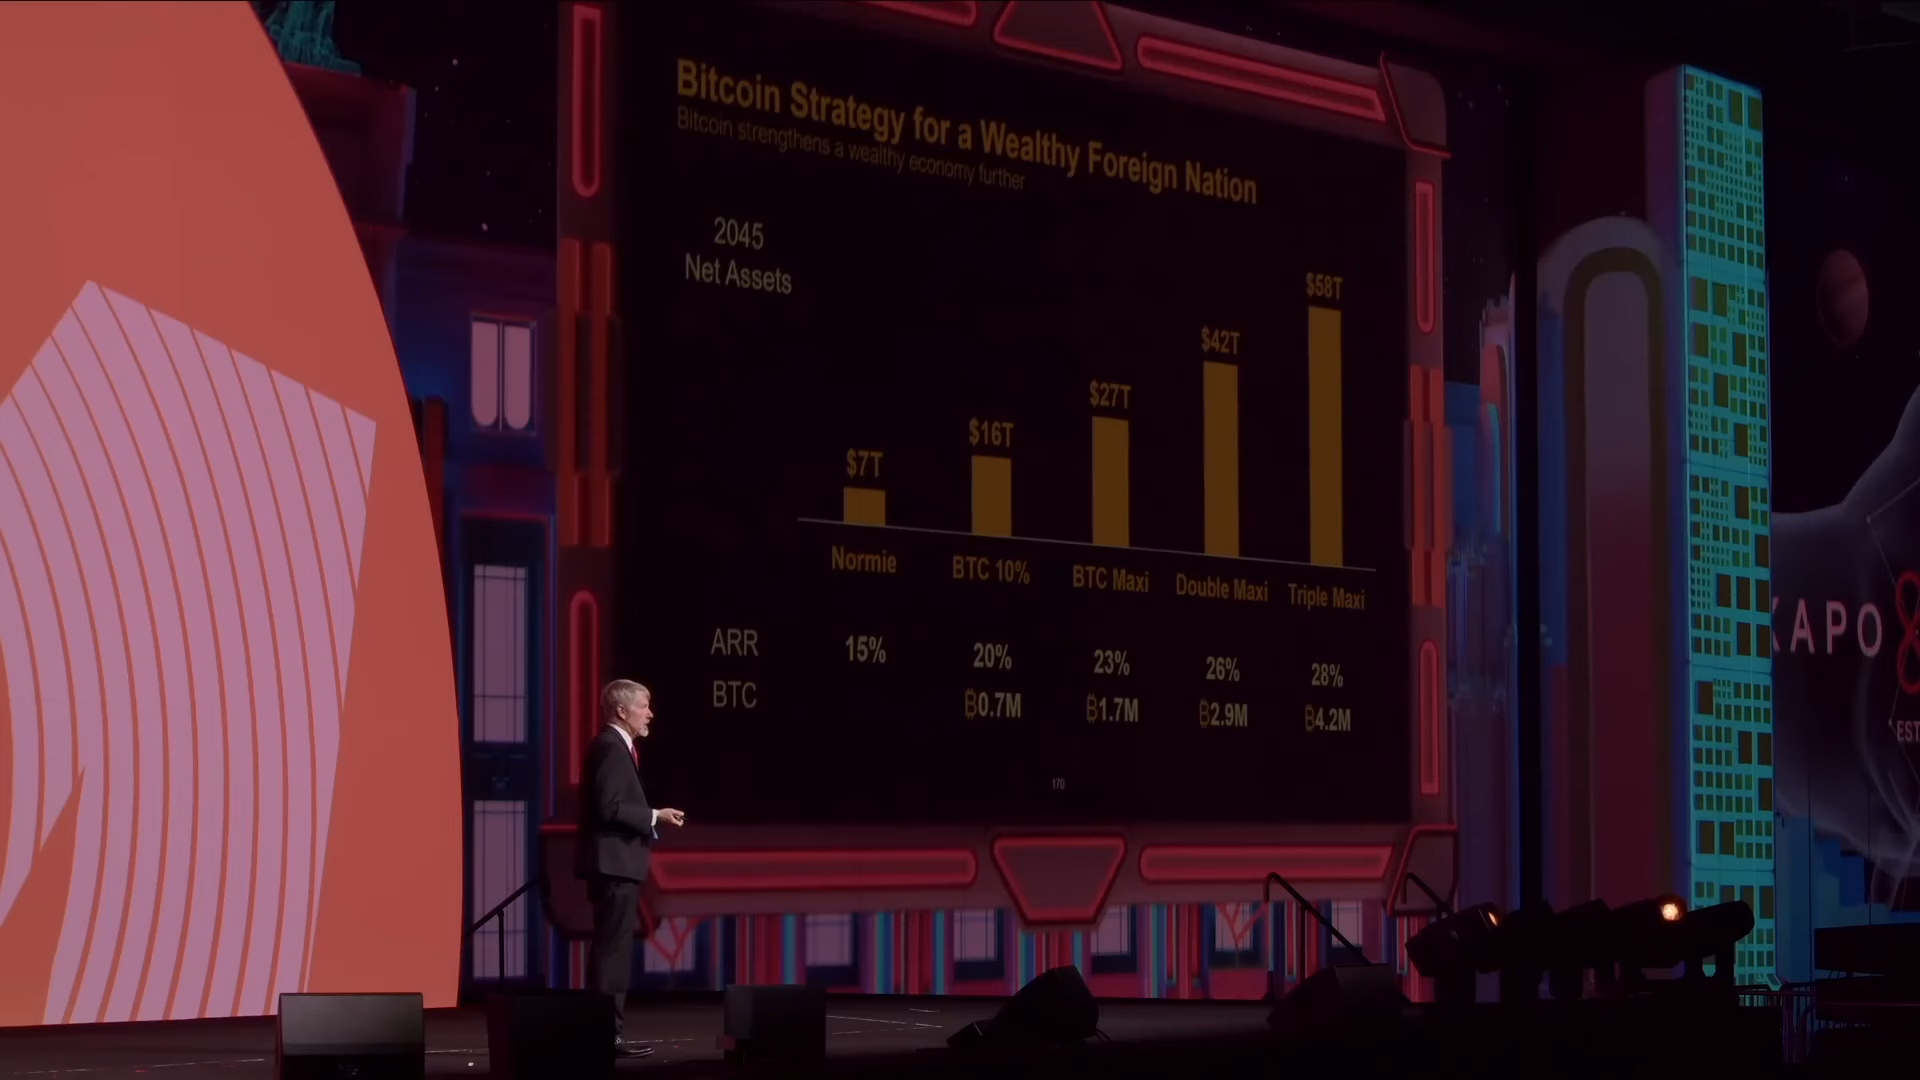 Bitcoin Strategy for a Wealthy Foreign Nation
Bitcoin strengthens a wealthy economy further
2045
Net Assets
$7T $16T $27T $42T $58T
Normie BTC 10% BTC Maxi Double Maxi Triple Maxi
ARR 15% 20% 23% 26% 28%
BTC ₿0.7M ₿1.7M ₿2.9M ₿4.2M
170
XAPO
EST